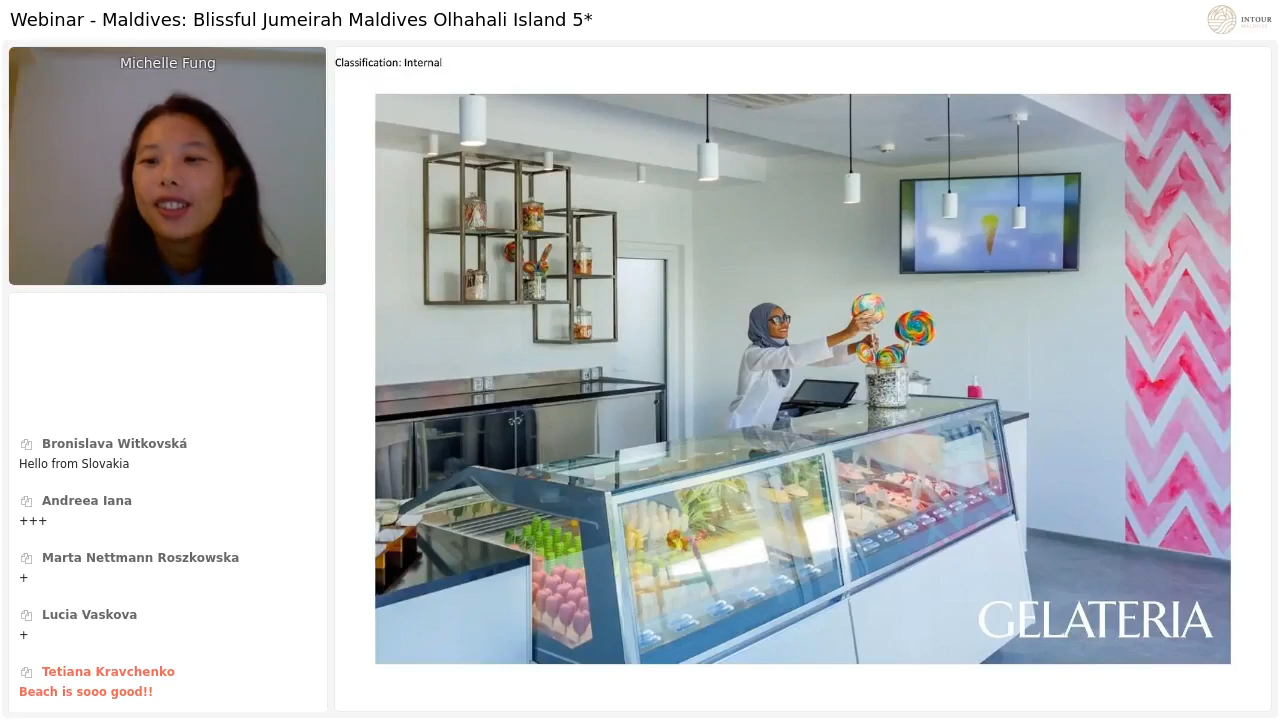 Webinar - Maldives: Blissful Jumeirah Maldives Olhahali Island 5*
INTOUR
Michelle Fung
Classification: Internal
Bronislava Witkovská
Hello from Slovakia
Andreea Iana
+++
Marta Nettmann Roszkowska
+
Lucia Vaskova
+
Tetiana Kravchenko
Beach is sooo good!!
GELATERIA